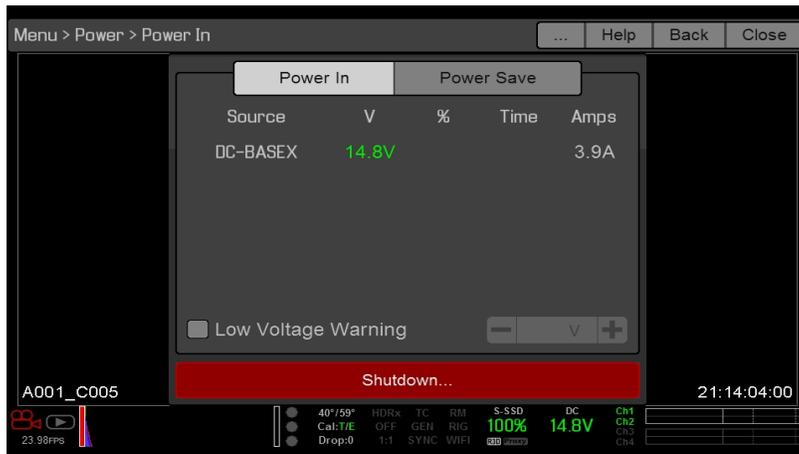 Menu > Power > Power In ... Help Back Close
Power In Power Save
Source V % Time Amps
DC-BASEX 14.8V 3.9A
Low Voltage Warning V
Shutdown...
A001_C005 21:14:04:00
40°/59° HDRx TC RM S-SSD DC Ch1
Cal:T/E OFF GEN RIG 100% 14.8V Ch2
23.98FPS Drop:0 1:1 SYNC WIFI R3D Proxy Ch3
Ch4